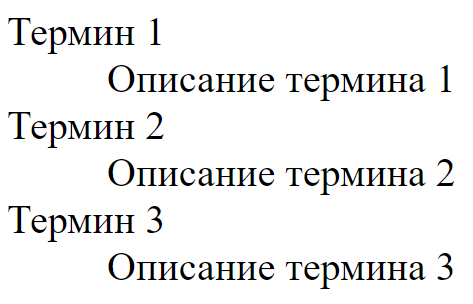 Термин 1
Описание термина 1
Термин 2
Описание термина 2
Термин 3
Описание термина 3